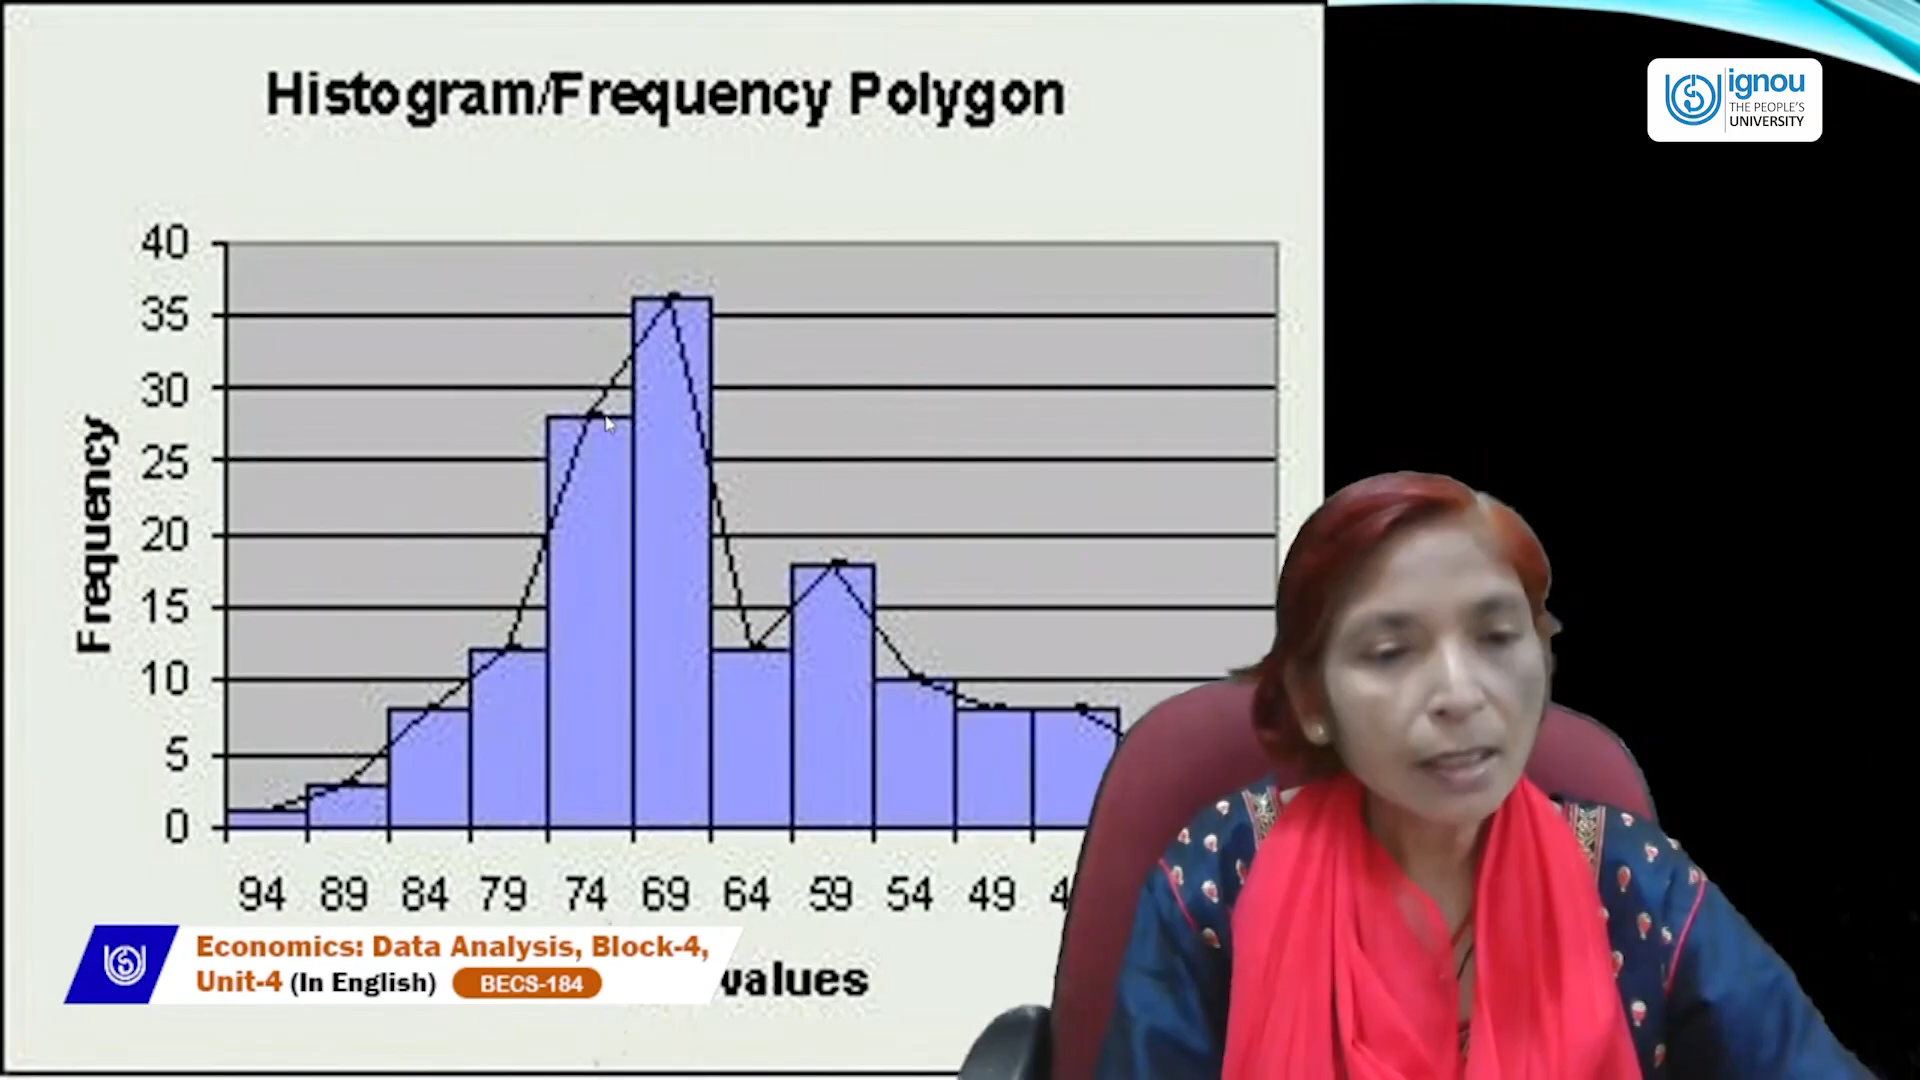 Histogram/Frequency Polygon
ignou
THE PEOPLE'S
UNIVERSITY
40
35
30
25
20
15
10
5
0
Frequency
94 89 84 79 74 69 64 59 54 49 4
values
Economics: Data Analysis, Block-4,
Unit-4 (In English) BECS-184